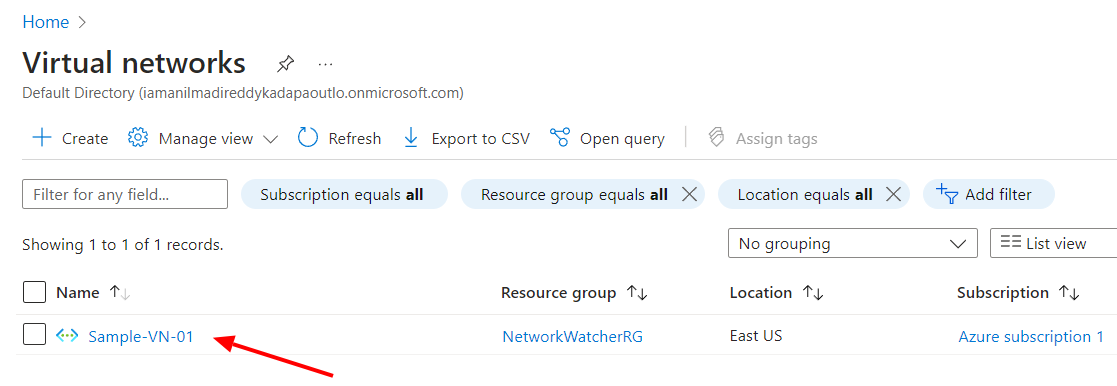 Home
Virtual networks
Default Directory (iamanilmadireddykadapaoutlo.onmicrosoft.com)
Create Manage view Refresh Export to CSV Open query Assign tags
Filter for any field... Subscription equals all Resource group equals all Location equals all Add filter
Showing 1 to 1 of 1 records. No grouping List view
Name Resource group Location Subscription
Sample-VN-01 NetworkWatcherRG East US Azure subscription 1